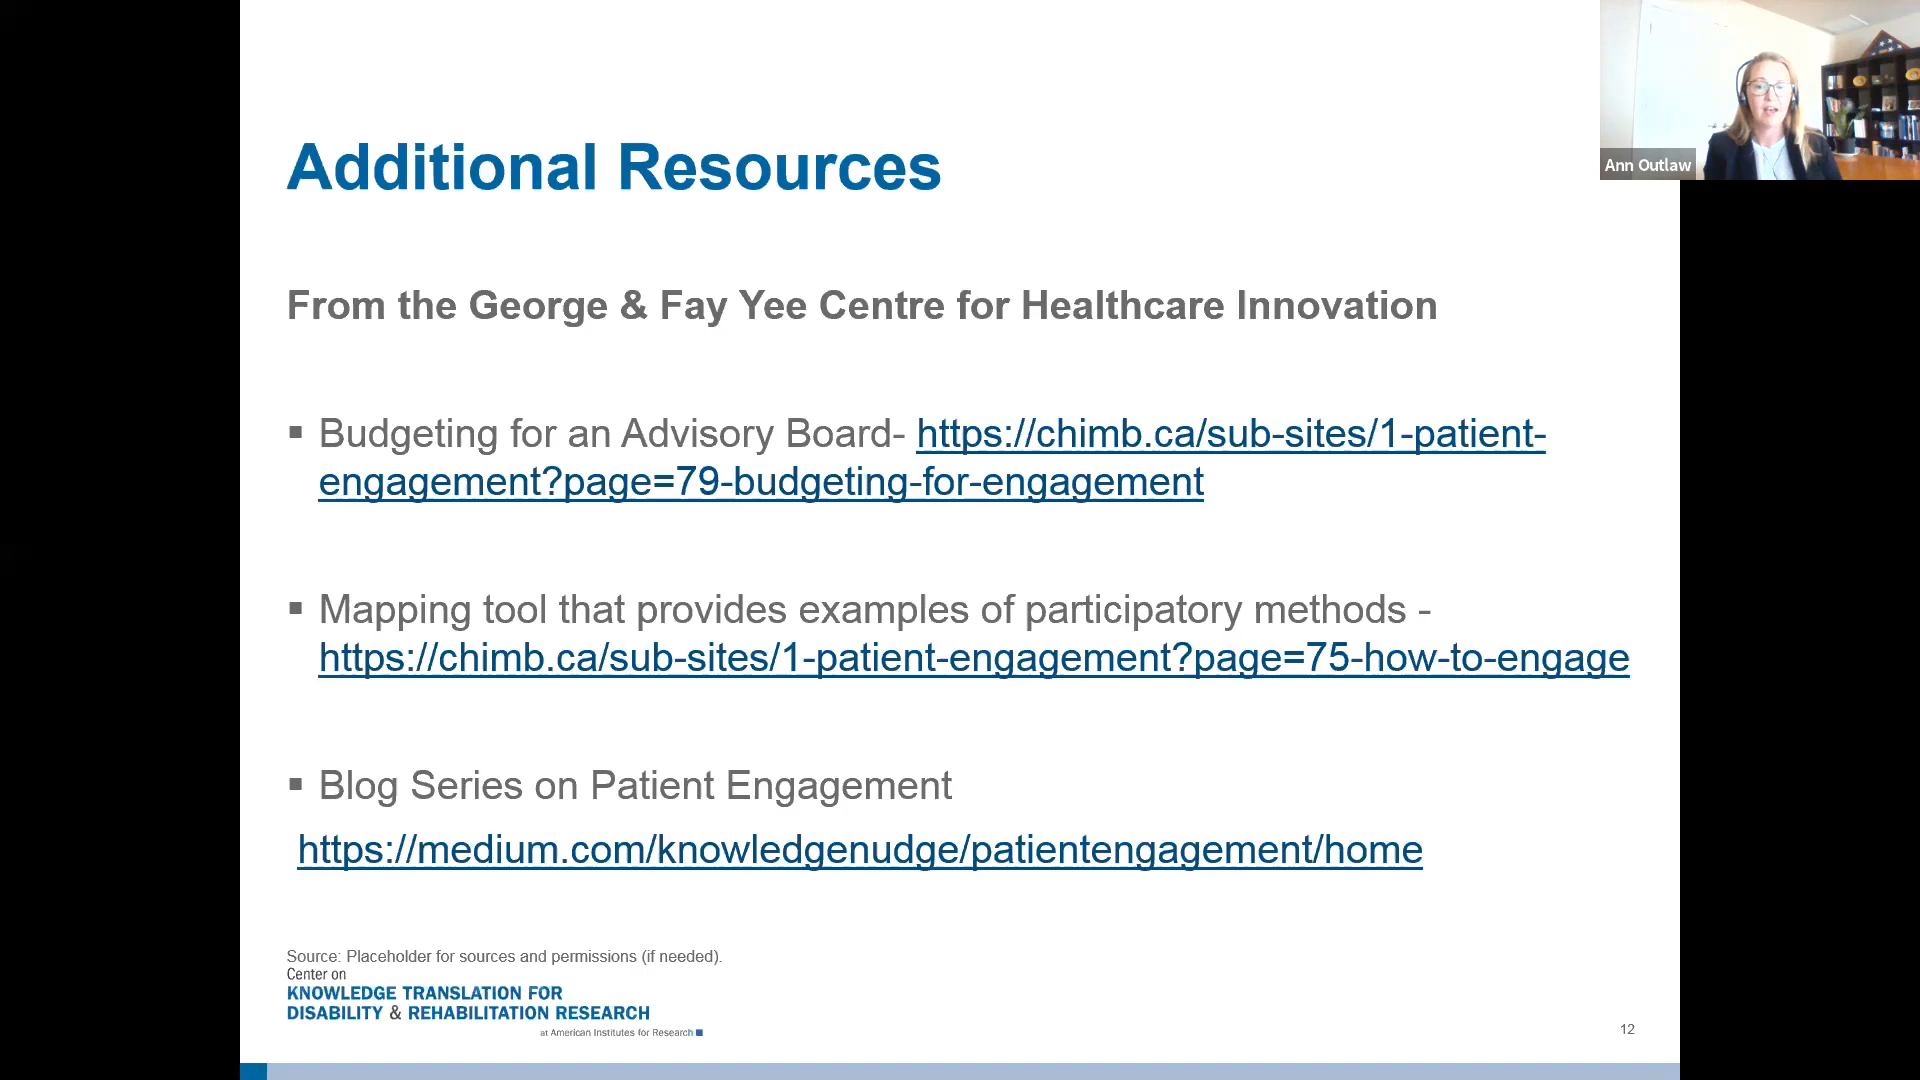 Ann Outlaw
Additional Resources
From the George & Fay Yee Centre for Healthcare Innovation
▪ Budgeting for an Advisory Board- https://chimb.ca/sub-sites/1-patient-
engagement?page=79-budgeting-for-engagement
▪ Mapping tool that provides examples of participatory methods -
https://chimb.ca/sub-sites/1-patient-engagement?page=75-how-to-engage
▪ Blog Series on Patient Engagement
https://medium.com/knowledgenudge/patientengagement/home
Source: Placeholder for sources and permissions (if needed).
Center on
KNOWLEDGE TRANSLATION FOR
DISABILITY & REHABILITATION RESEARCH
at American Institutes for Research
12